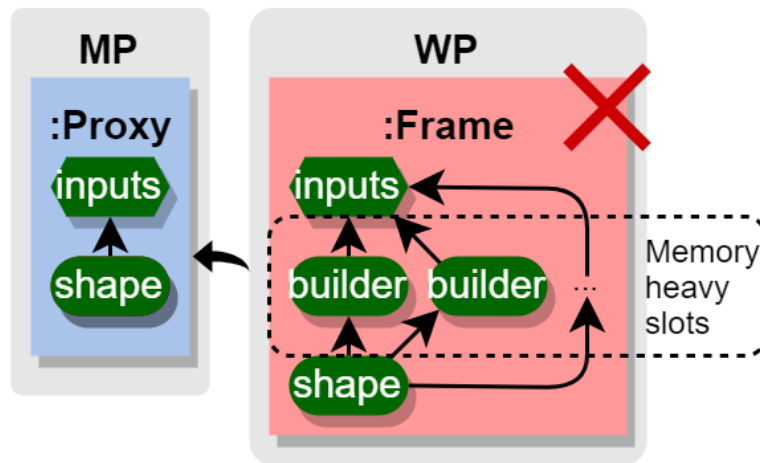 MP
:Proxy
inputs
shape
WP
:Frame
inputs
builder
builder
...
shape
Memory
heavy
slots